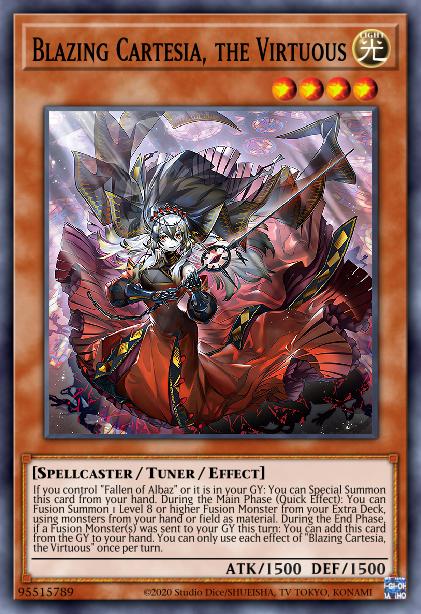 BLAZING CARTESIA, THE VIRTUOUS
LIGHT
光
[SPELLCASTER / TUNER / EFFECT]
If you control "Fallen of Albaz" or it is in your GY: You can Special Summon
this card from your hand. During the Main Phase (Quick Effect): You can
Fusion Summon 1 Level 8 or higher Fusion Monster from your Extra Deck,
using monsters from your hand or field as material. During the End Phase,
if a Fusion Monster(s) was sent to your GY this turn: You can add this card
from the GY to your hand. You can only use each effect of "Blazing Cartesia,
the Virtuous" once per turn.
ATK/1500 DEF/1500
95515789
©2020 Studio Dice/SHUEISHA, TV TOKYO, KONAMI